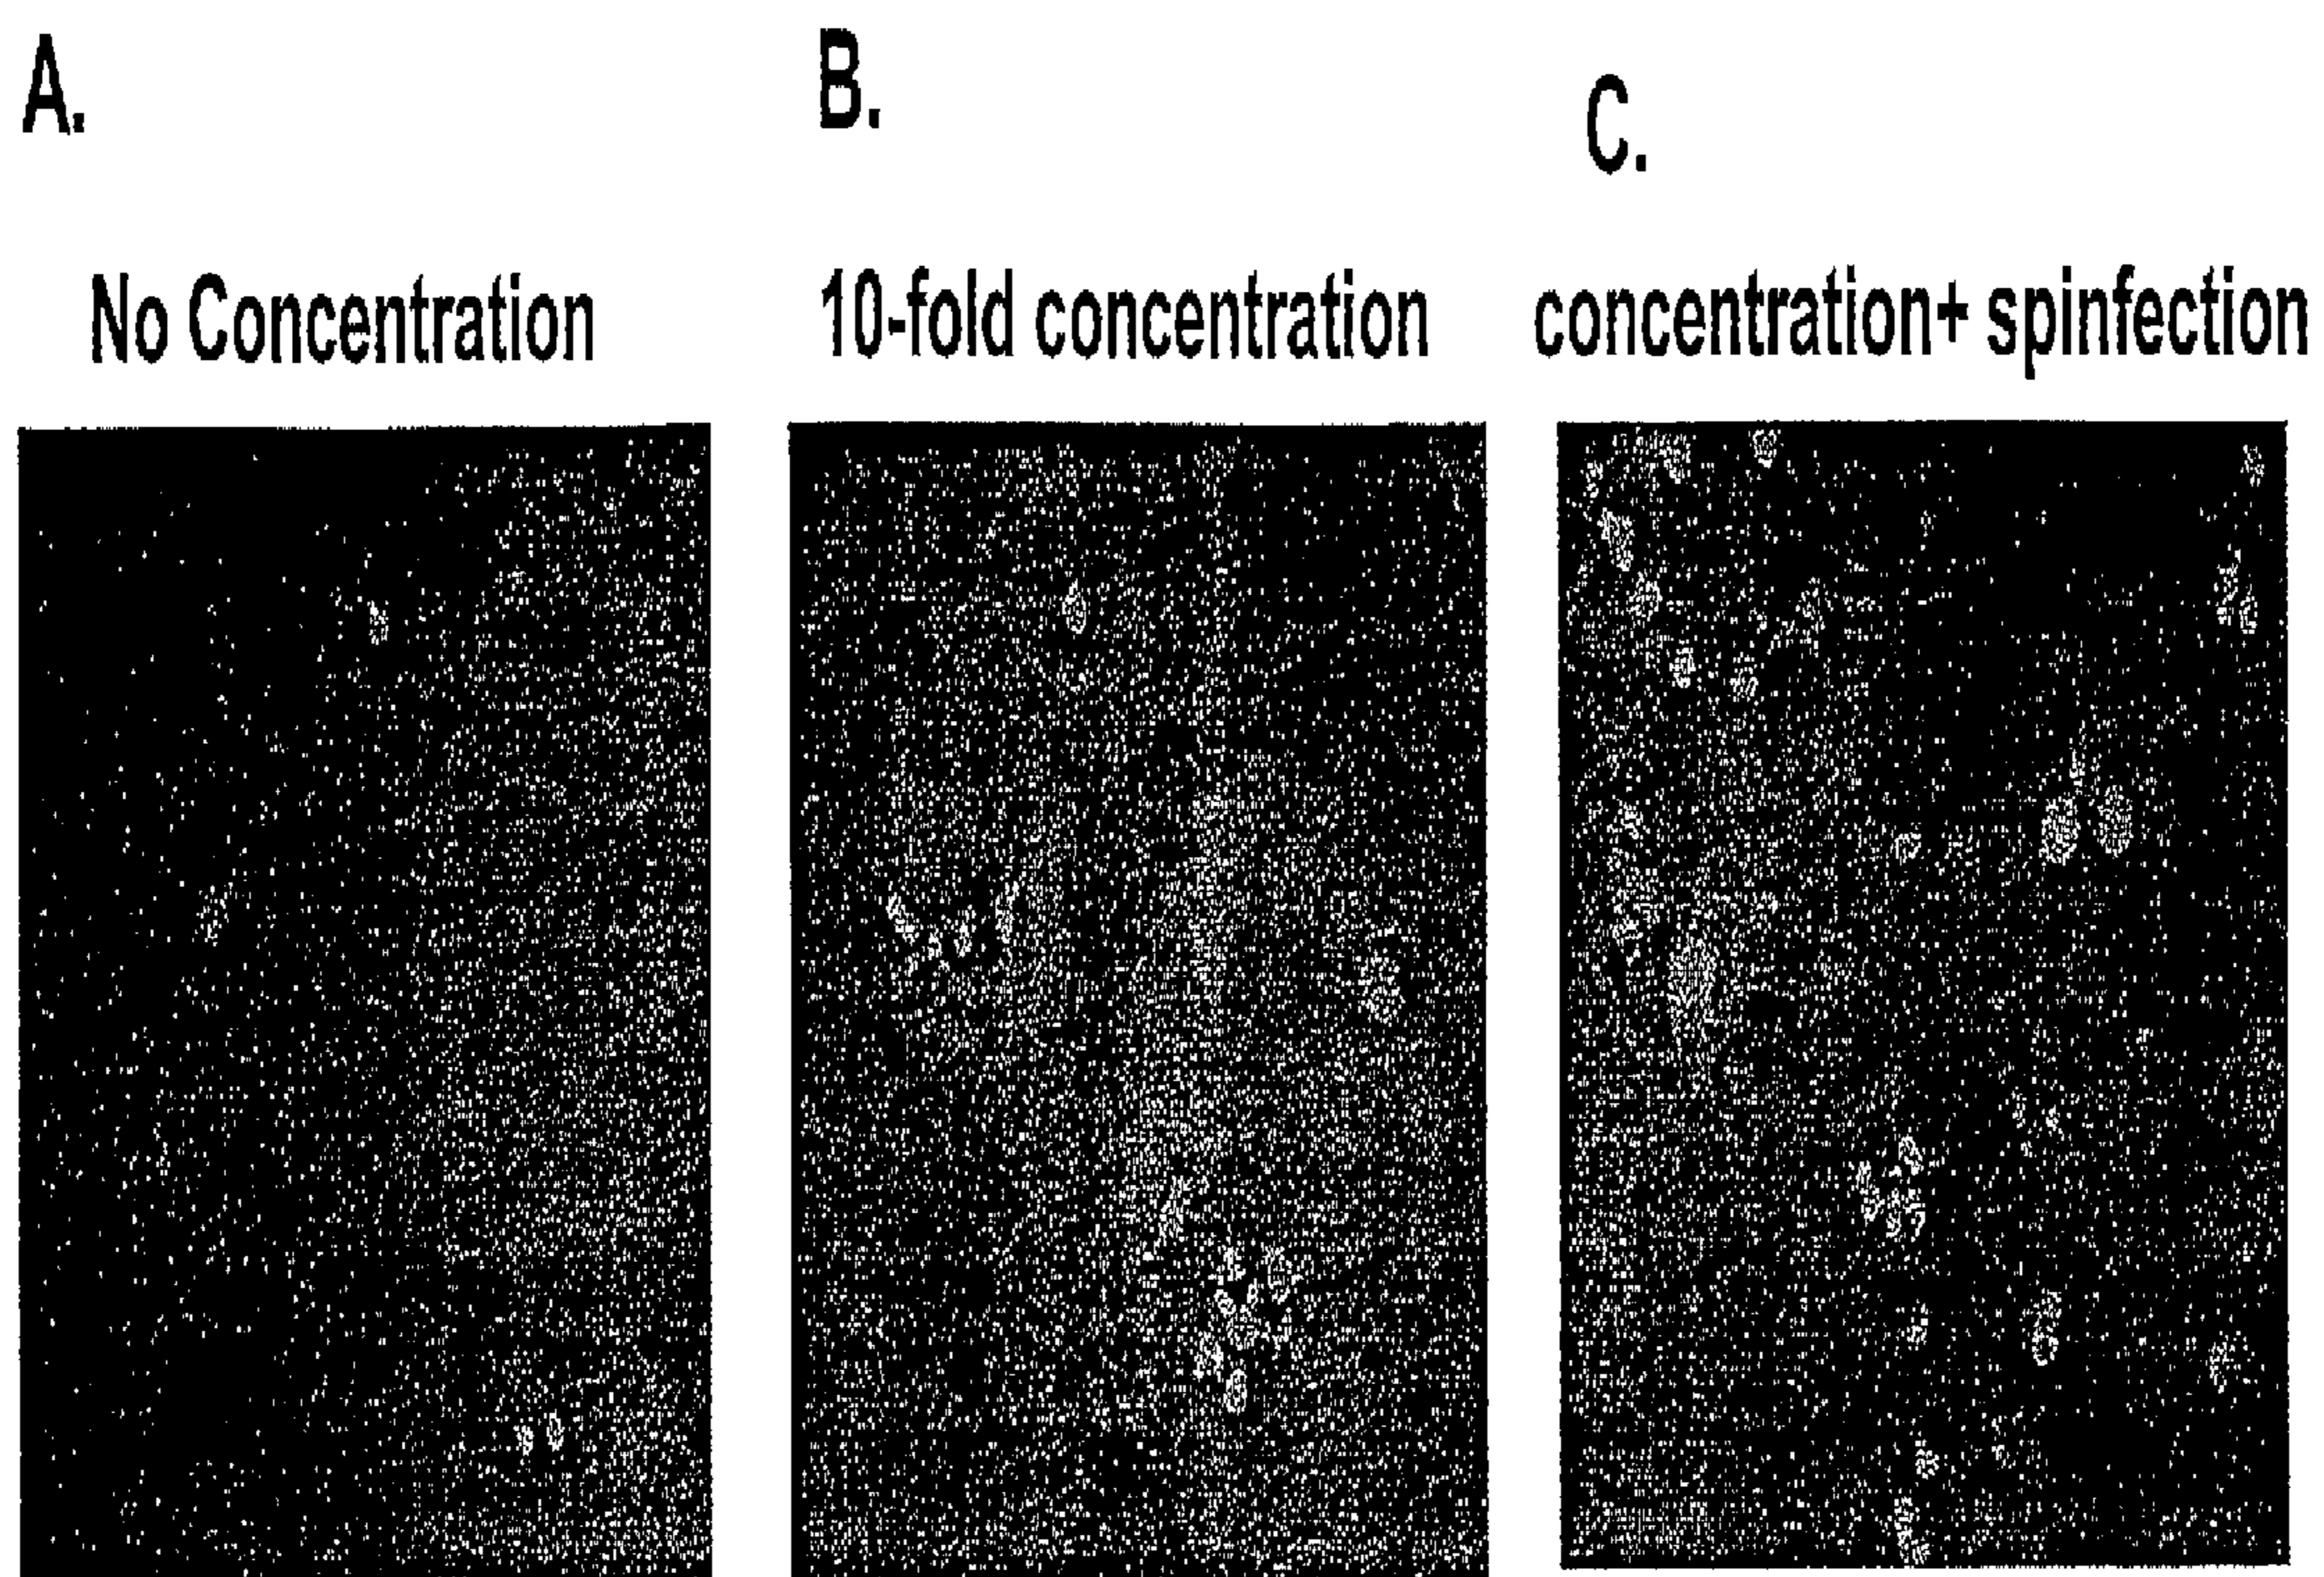 A.
No Concentration
B.
10-fold concentration
C.
concentration+ spinfection